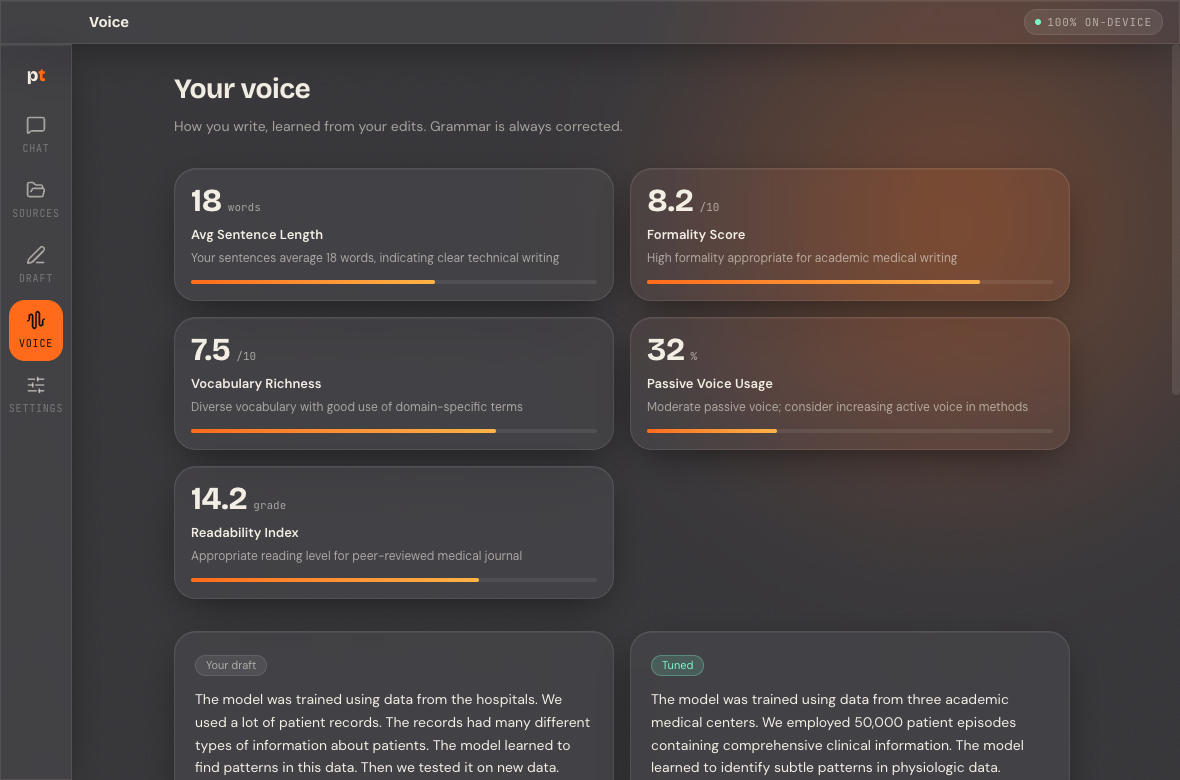 Voice
100% ON-DEVICE
pt
CHAT
SOURCES
DRAFT
VOICE
SETTINGS
Your voice
How you write, learned from your edits. Grammar is always corrected.
18 words
Avg Sentence Length
Your sentences average 18 words, indicating clear technical writing
8.2 /10
Formality Score
High formality appropriate for academic medical writing
7.5 /10
Vocabulary Richness
Diverse vocabulary with good use of domain-specific terms
32 %
Passive Voice Usage
Moderate passive voice; consider increasing active voice in methods
14.2 grade
Readability Index
Appropriate reading level for peer-reviewed medical journal
Your draft
The model was trained using data from the hospitals. We
used a lot of patient records. The records had many different
types of information about patients. The model learned to
find patterns in this data. Then we tested it on new data.
Tuned
The model was trained using data from three academic
medical centers. We employed 50,000 patient episodes
containing comprehensive clinical information. The model
learned to identify subtle patterns in physiologic data.